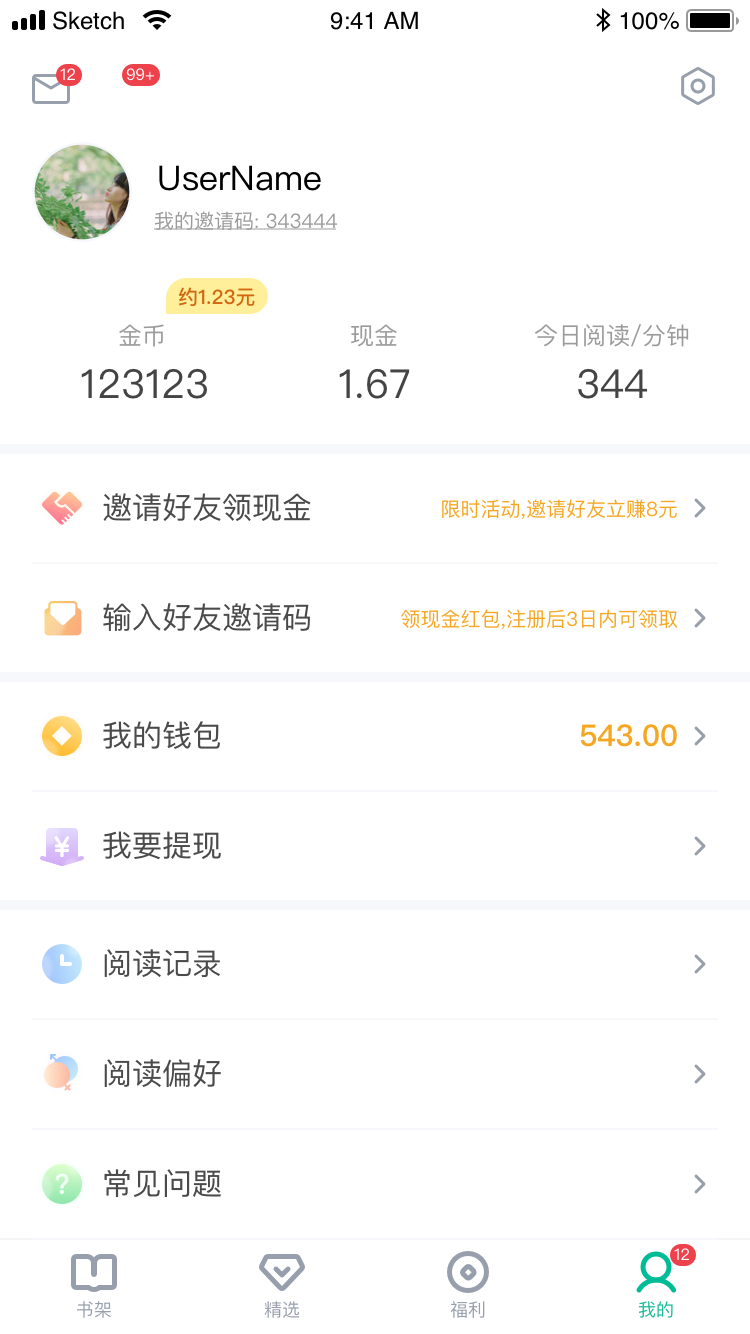 Sketch 9:41 AM 100%
12 99+
UserName
我的邀请码: 343444
约1.23元
金币 现金 今日阅读/分钟
123123 1.67 344
邀请好友领现金 限时活动,邀请好友立赚8元
输入好友邀请码 领现金红包,注册后3日内可领取
我的钱包 543.00
¥ 我要提现
阅读记录
阅读偏好
? 常见问题
12
书架 精选 福利 我的